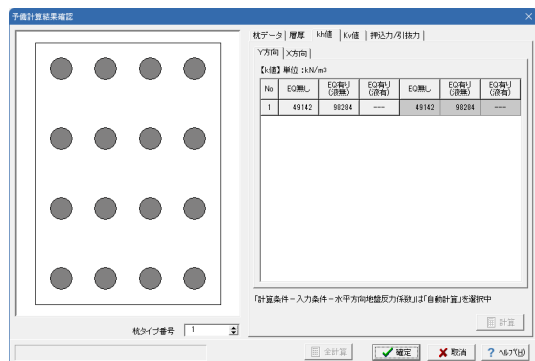 予備計算結果確認
杭データ 層厚 kh値 Kv値 押込力/引抜力
Y方向 X方向
【k値】 単位 :kN/m3
No EQ無し EQ有り(液無) EQ有り(液有) EQ無し EQ有り(液無) EQ有り(液有)
1 49142 98284 --- 49142 98284 ---
「計算条件-入力条件-水平方向地盤反力係数」は「自動計算」を選択中
計算
杭タイプ番号 1
全計算 確定 取消 ? ヘルプ(H)